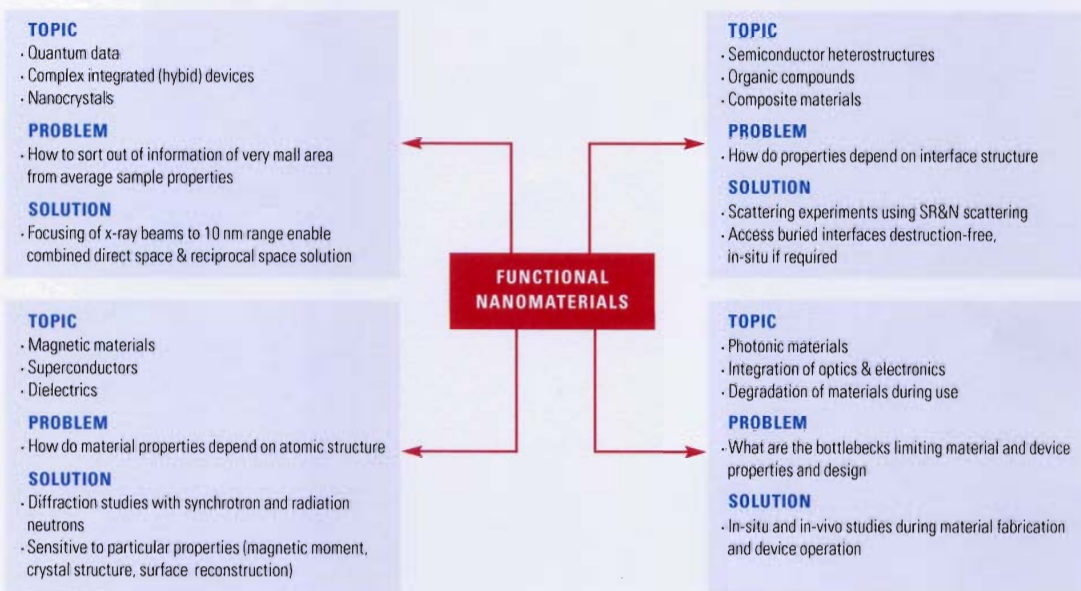 TOPIC
· Quantum data
· Complex integrated (hybid) devices
· Nanocrystals
PROBLEM
· How to sort out of information of very mall area
from average sample properties
SOLUTION
· Focusing of x-ray beams to 10 nm range enable
combined direct space & reciprocal space solution
TOPIC
· Semiconductor heterostructures
· Organic compounds
· Composite materials
PROBLEM
· How do properties depend on interface structure
SOLUTION
· Scattering experiments using SR&N scattering
· Access buried interfaces destruction-free,
in-situ if required
FUNCTIONAL
NANOMATERIALS
TOPIC
· Magnetic materials
· Superconductors
· Dielectrics
PROBLEM
· How do material properties depend on atomic structure
SOLUTION
· Diffraction studies with synchrotron and radiation
neutrons
· Sensitive to particular properties (magnetic moment,
crystal structure, surface reconstruction)
TOPIC
· Photonic materials
· Integration of optics & electronics
· Degradation of materials during use
PROBLEM
· What are the bottlebecks limiting material and device
properties and design
SOLUTION
· In-situ and in-vivo studies during material fabrication
and device operation